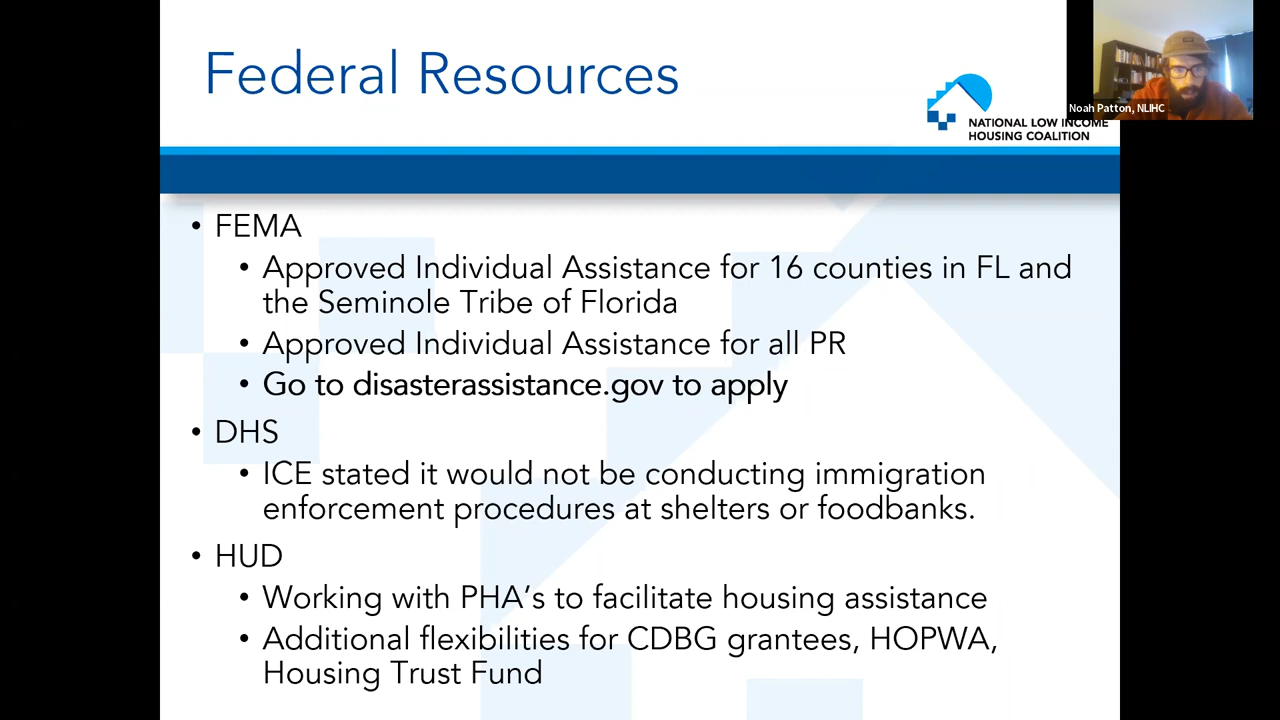 Federal Resources
NATIONAL LOW INCOME
HOUSING COALITION
Noah Patton, NLIHC
• FEMA
• Approved Individual Assistance for 16 counties in FL and
the Seminole Tribe of Florida
• Approved Individual Assistance for all PR
• Go to disasterassistance.gov to apply
• DHS
• ICE stated it would not be conducting immigration
enforcement procedures at shelters or foodbanks.
• HUD
• Working with PHA's to facilitate housing assistance
• Additional flexibilities for CDBG grantees, HOPWA,
Housing Trust Fund